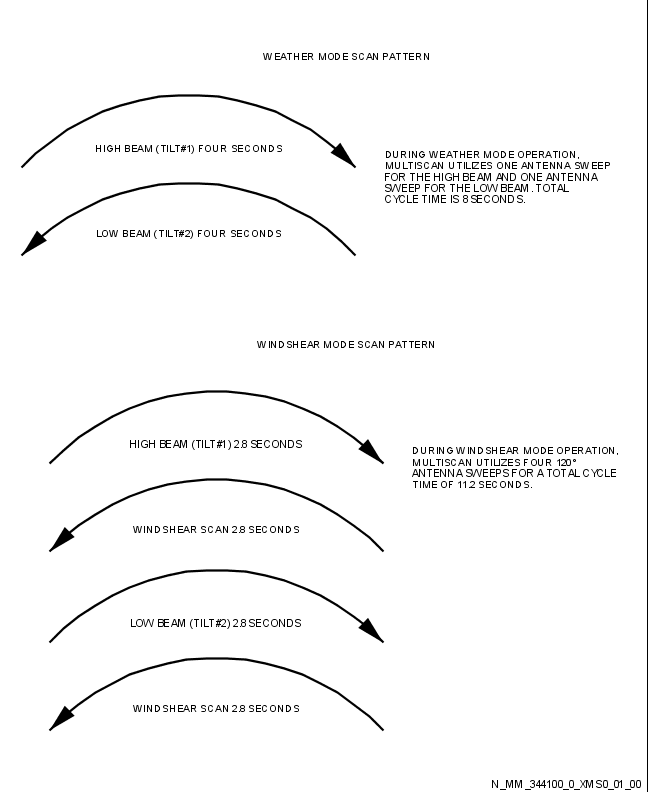 WEATHER MODE SCAN PATTERN
HIGH BEAM (TILT#1) FOUR SECONDS
DURING WEATHER MODE OPERATION,
MULTISCAN UTILIZES ONE ANTENNA SWEEP
FOR THE HIGH BEAM AND ONE ANTENNA
SWEEP FOR THE LOW BEAM. TOTAL
CYCLE TIME IS 8 SECONDS.
LOW BEAM (TILT#2) FOUR SECONDS
WINDSHEAR MODE SCAN PATTERN
HIGH BEAM (TILT#1) 2.8 SECONDS
DURING WINDSHEAR MODE OPERATION,
MULTISCAN UTILIZES FOUR 120°
ANTENNA SWEEPS FOR A TOTAL CYCLE
TIME OF 11.2 SECONDS.
WINDSHEAR SCAN 2.8 SECONDS
LOW BEAM (TILT#2) 2.8 SECONDS
WINDSHEAR SCAN 2.8 SECONDS
N_MM_344100_0_XMS0_01_00